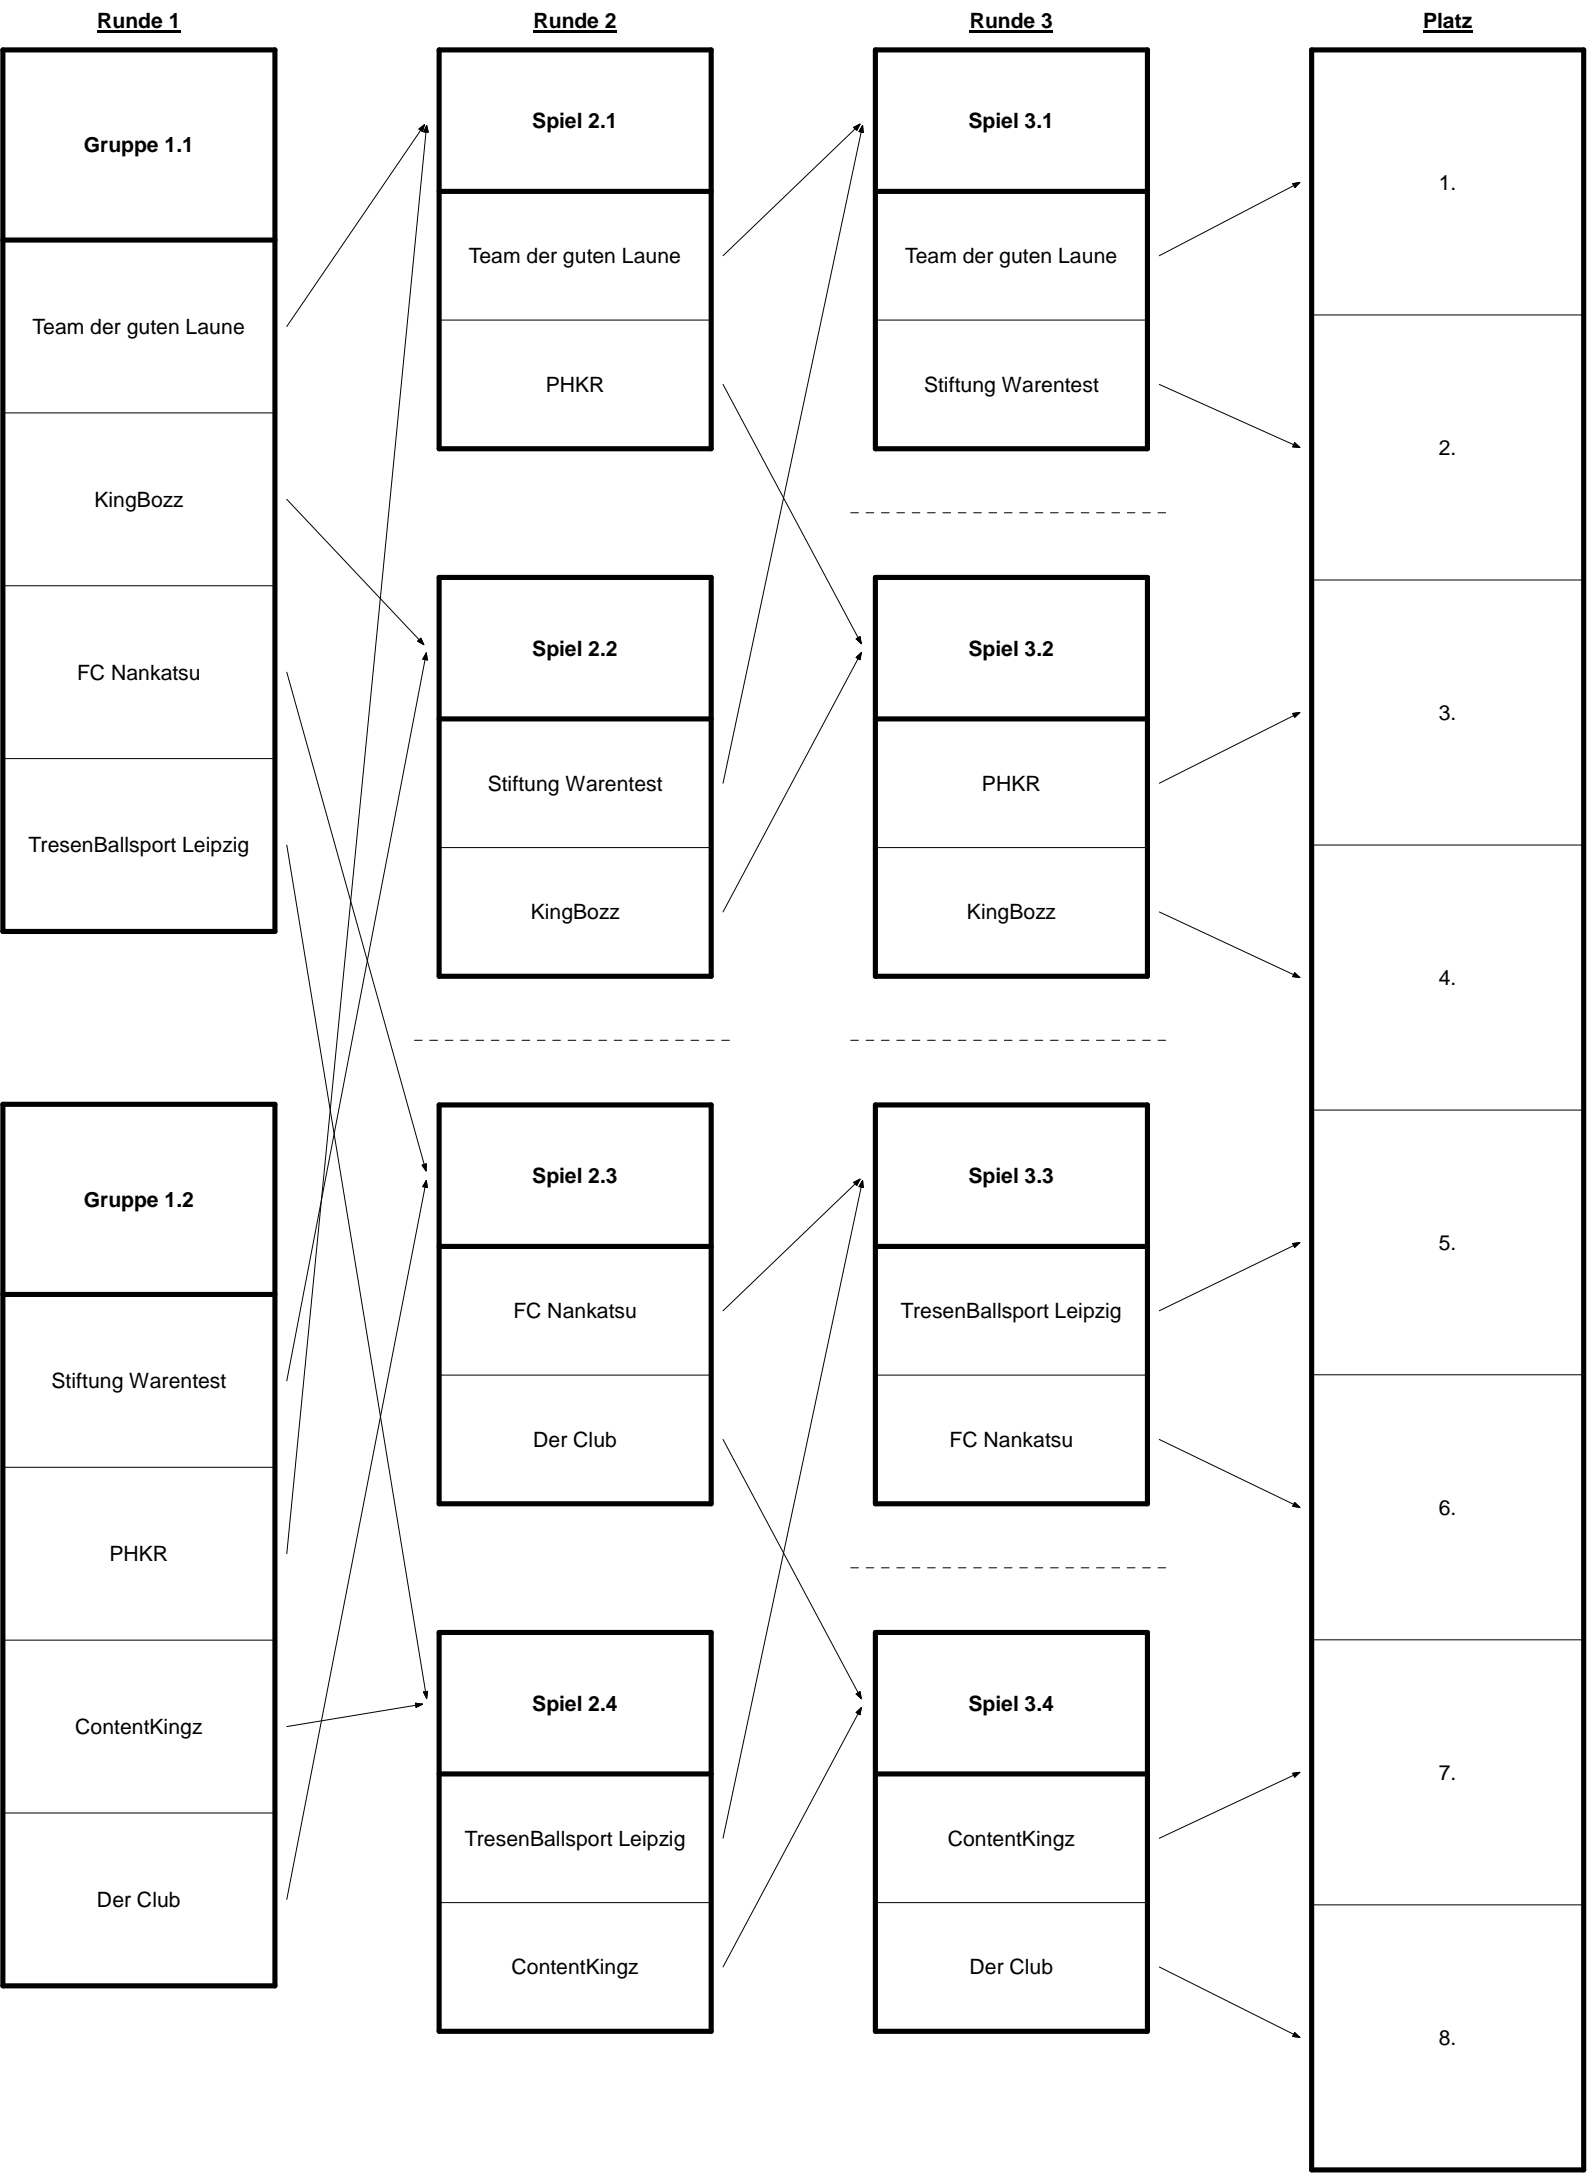 Runde 1
Runde 2
Runde 3
Platz
Gruppe 1.1
Team der guten Laune
KingBozz
FC Nankatsu
TresenBallsport Leipzig
Gruppe 1.2
Stiftung Warentest
PHKR
ContentKingz
Der Club
Spiel 2.1
Team der guten Laune
PHKR
Spiel 2.2
Stiftung Warentest
KingBozz
Spiel 2.3
FC Nankatsu
Der Club
Spiel 2.4
TresenBallsport Leipzig
ContentKingz
Spiel 3.1
Team der guten Laune
Stiftung Warentest
Spiel 3.2
PHKR
KingBozz
Spiel 3.3
TresenBallsport Leipzig
FC Nankatsu
Spiel 3.4
ContentKingz
Der Club
1.
2.
3.
4.
5.
6.
7.
8.